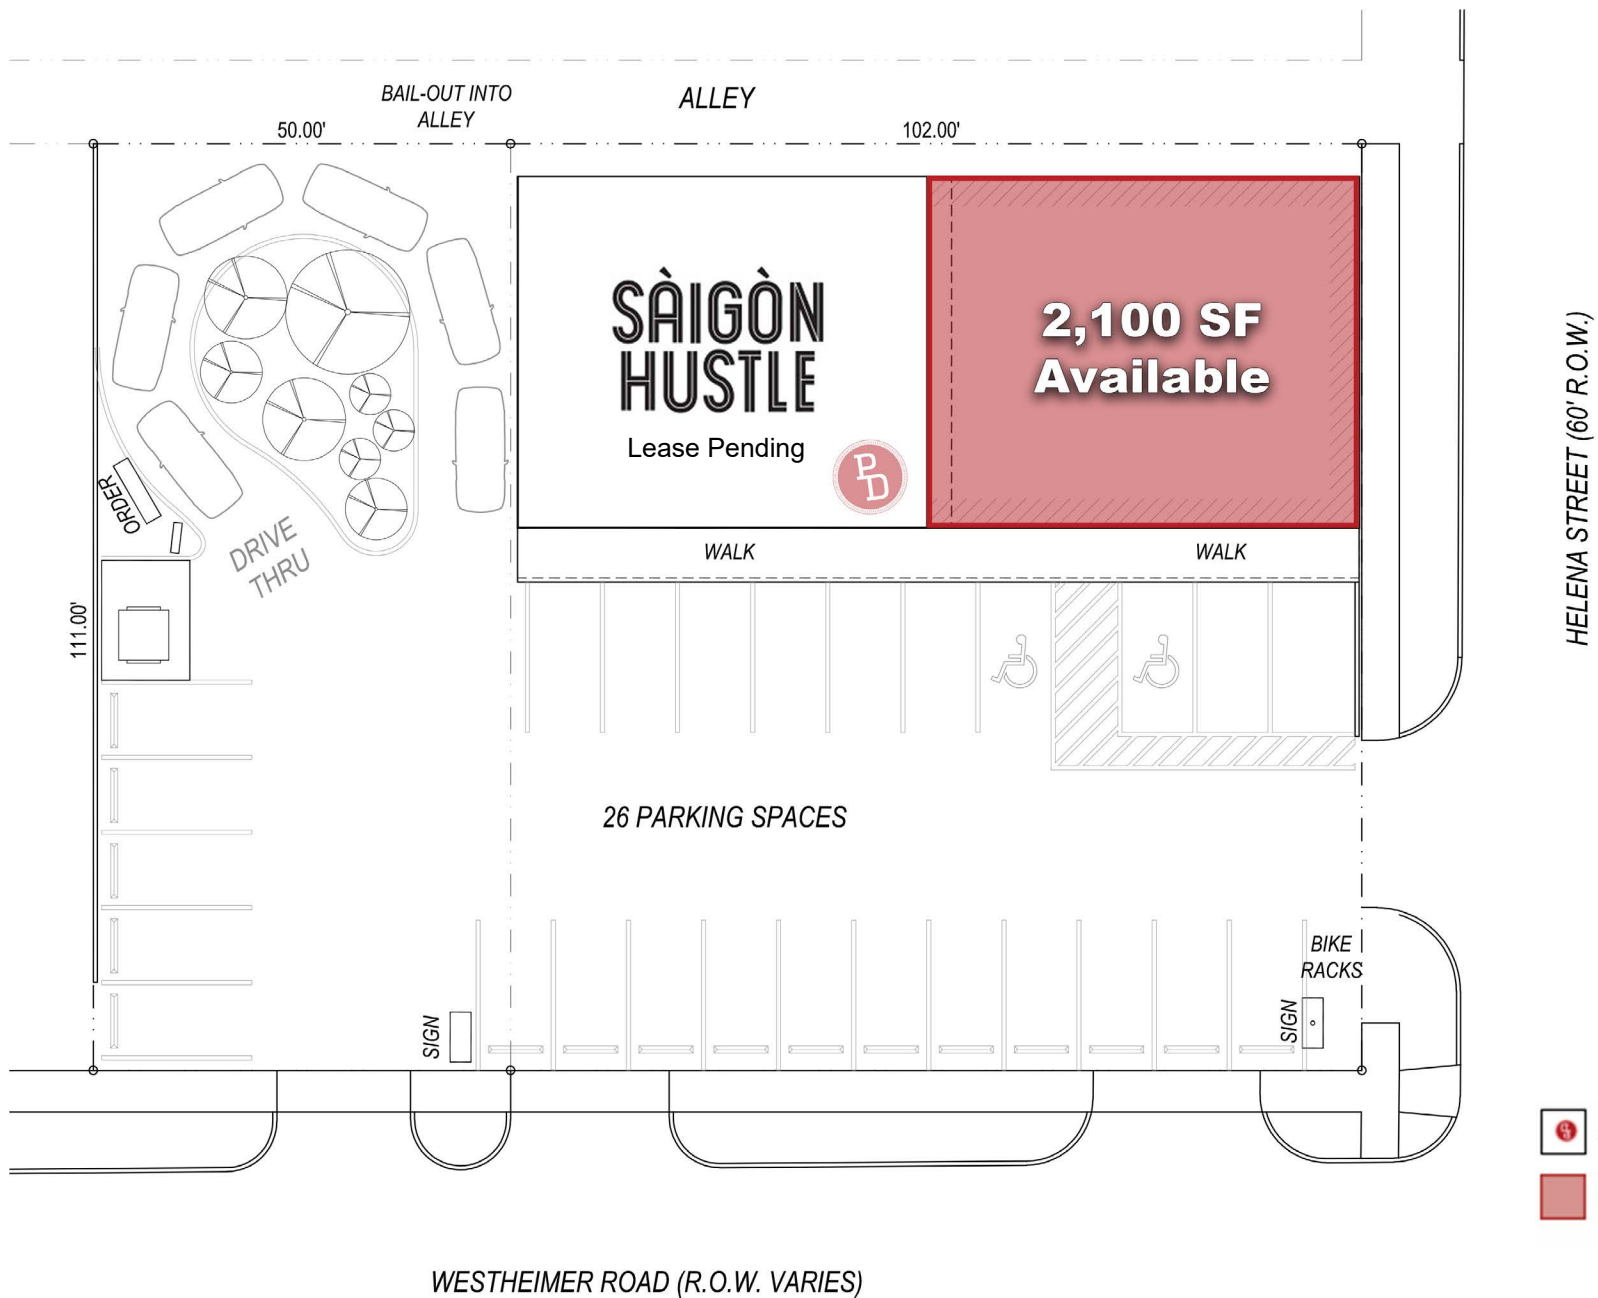 BAIL-OUT INTO
ALLEY
ALLEY
50.00'
102.00'
SÀIGÒN
HUSTLE
Lease Pending
PD
2,100 SF
Available
ORDER
DRIVE
THRU
WALK
WALK
111.00'
HELENA STREET (60' R.O.W.)
26 PARKING SPACES
BIKE
RACKS
SIGN
SIGN
WESTHEIMER ROAD (R.O.W. VARIES)